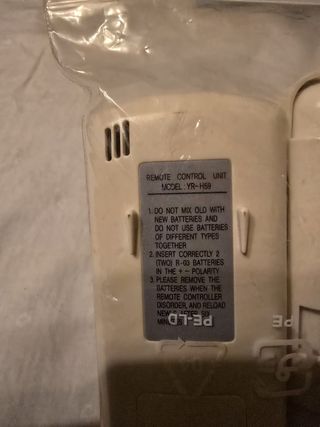 REMOTE CONTROL UNIT
MODEL: YR-H59
1. DO NOT MIX OLD WITH
NEW BATTERIES AND
DO NOT USE BATTERIES
OF DIFFERENT TYPES
TOGETHER
2. INSERT CORRECTLY 2
(TWO) R-03 BATTERIES
IN THE + - POLARITY
3. PLEASE REMOVE THE
BATTERIES WHEN THE
REMOTE CONTROLLER
DISORDER, AND RELOAD
AFTER
PE-LD
PE